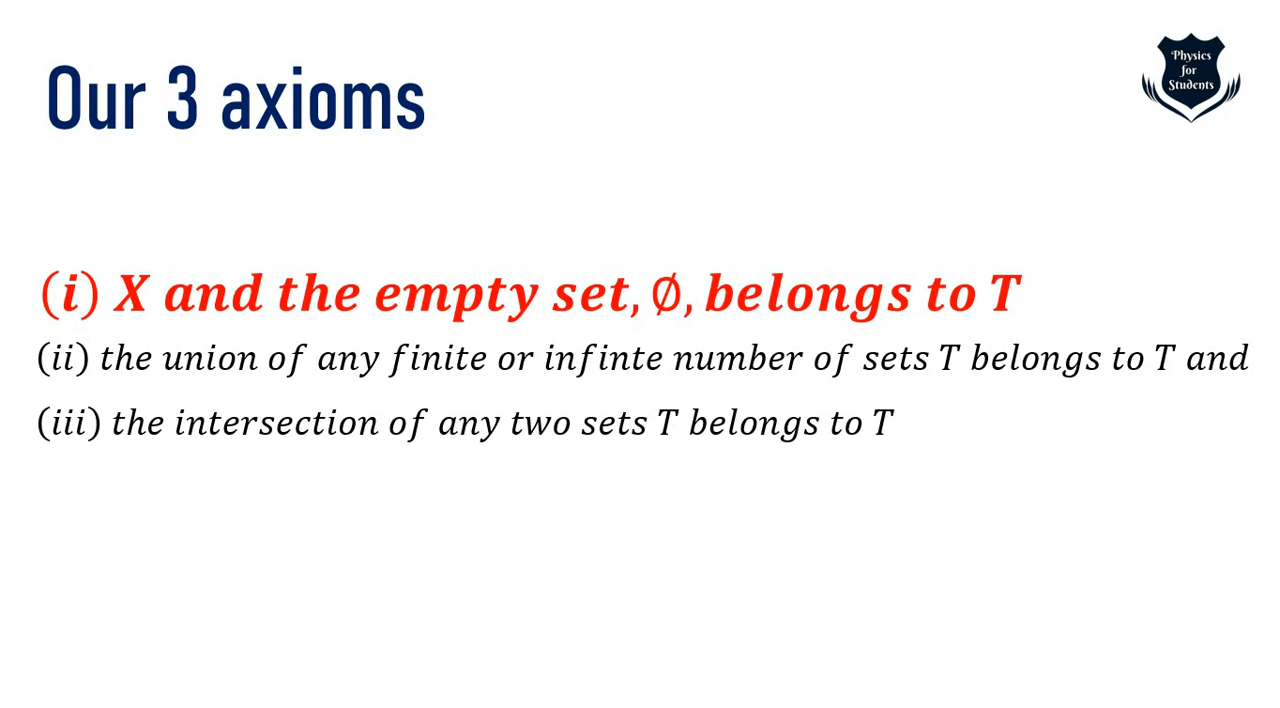 Our 3 axioms
Physics
for
Students
(i) X and the empty set, ∅, belongs to T
(ii) the union of any finite or infinte number of sets T belongs to T and
(iii) the intersection of any two sets T belongs to T